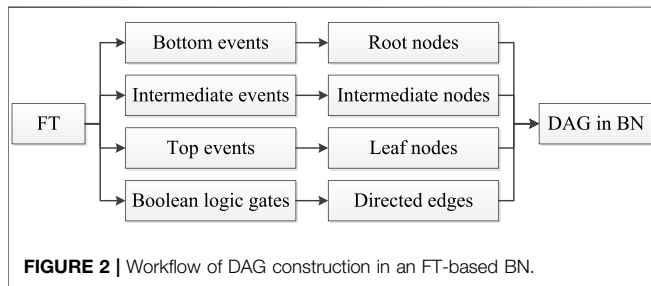 Bottom events
Root nodes
Intermediate events
Intermediate nodes
FT
DAG in BN
Top events
Leaf nodes
Boolean logic gates
Directed edges
FIGURE 2 | Workflow of DAG construction in an FT-based BN.